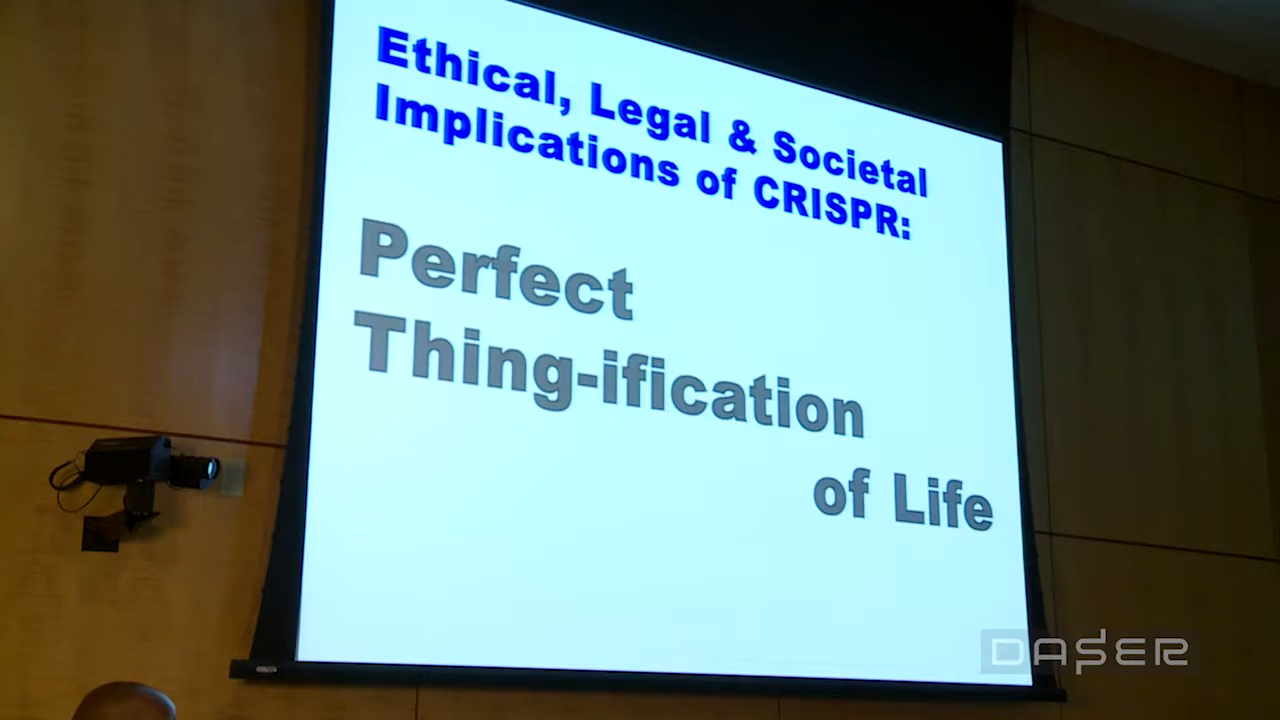 Ethical, Legal & Societal
Implications of CRISPR:
Perfect
Thing-ification
of Life
DASER